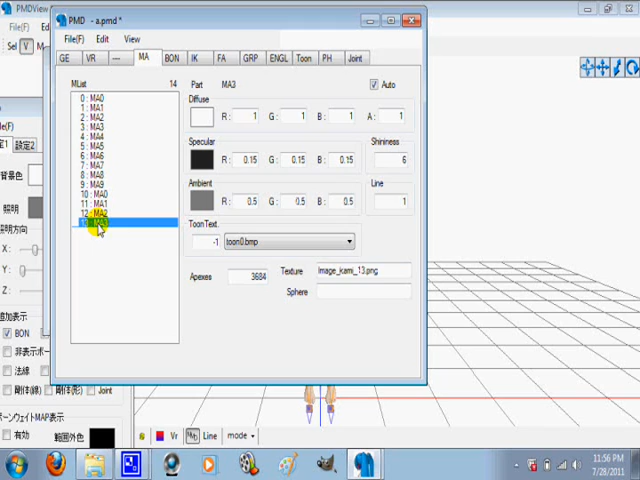 PMDView
PMD - a.pmd *
File(F) Edit View
File(F)
Sel V
GE VR --- MA BON IK FA GRP ENGL Toon PH Joint
MList 14
0 : MA0
1 : MA1
2 : MA2
3 : MA3
4 : MA4
5 : MA5
6 : MA6
7 : MA7
8 : MA8
9 : MA9
10 : MA0
11 : MA1
12 : MA2
13 : MA3
Part MA3 Auto
Diffuse
R: 1 G: 1 B: 1 A: 1
Specular Shininess
R: 0.15 G: 0.15 B: 0.15 6
Ambient Line
R: 0.5 G: 0.5 B: 0.5 1
ToonText.
-1 toon0.bmp
Apexes 3684 Texture Image_kami_13.png
Sphere
設定2
背景色
照明
照明方向
X:
Y:
Z:
追加表示
BON
法線 Joint
剛体(線) 剛体(形)
ボーンウェイトMAP表示
有効 範囲外色
Vr Line mode
11:56 PM
7/28/2011